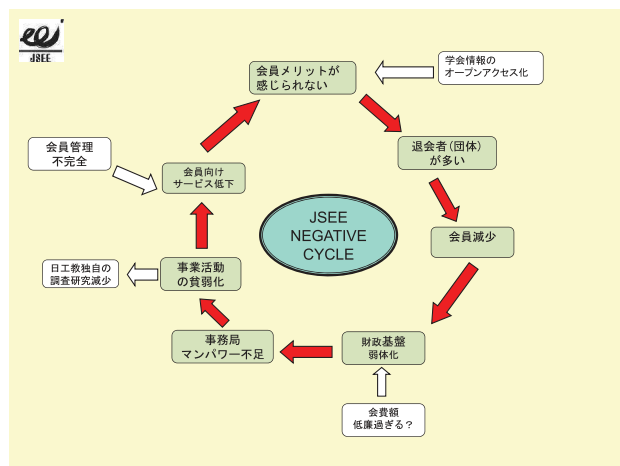 JSEE
会員メリットが
感じられない
学会情報の
オープンアクセス化
退会者(団体)
が多い
会員減少
財政基盤
弱体化
会費額
低廉過ぎる？
事務局
マンパワー不足
事業活動
の貧弱化
日工教独自の
調査研究減少
会員向け
サービス低下
会員管理
不完全
JSEE
NEGATIVE
CYCLE